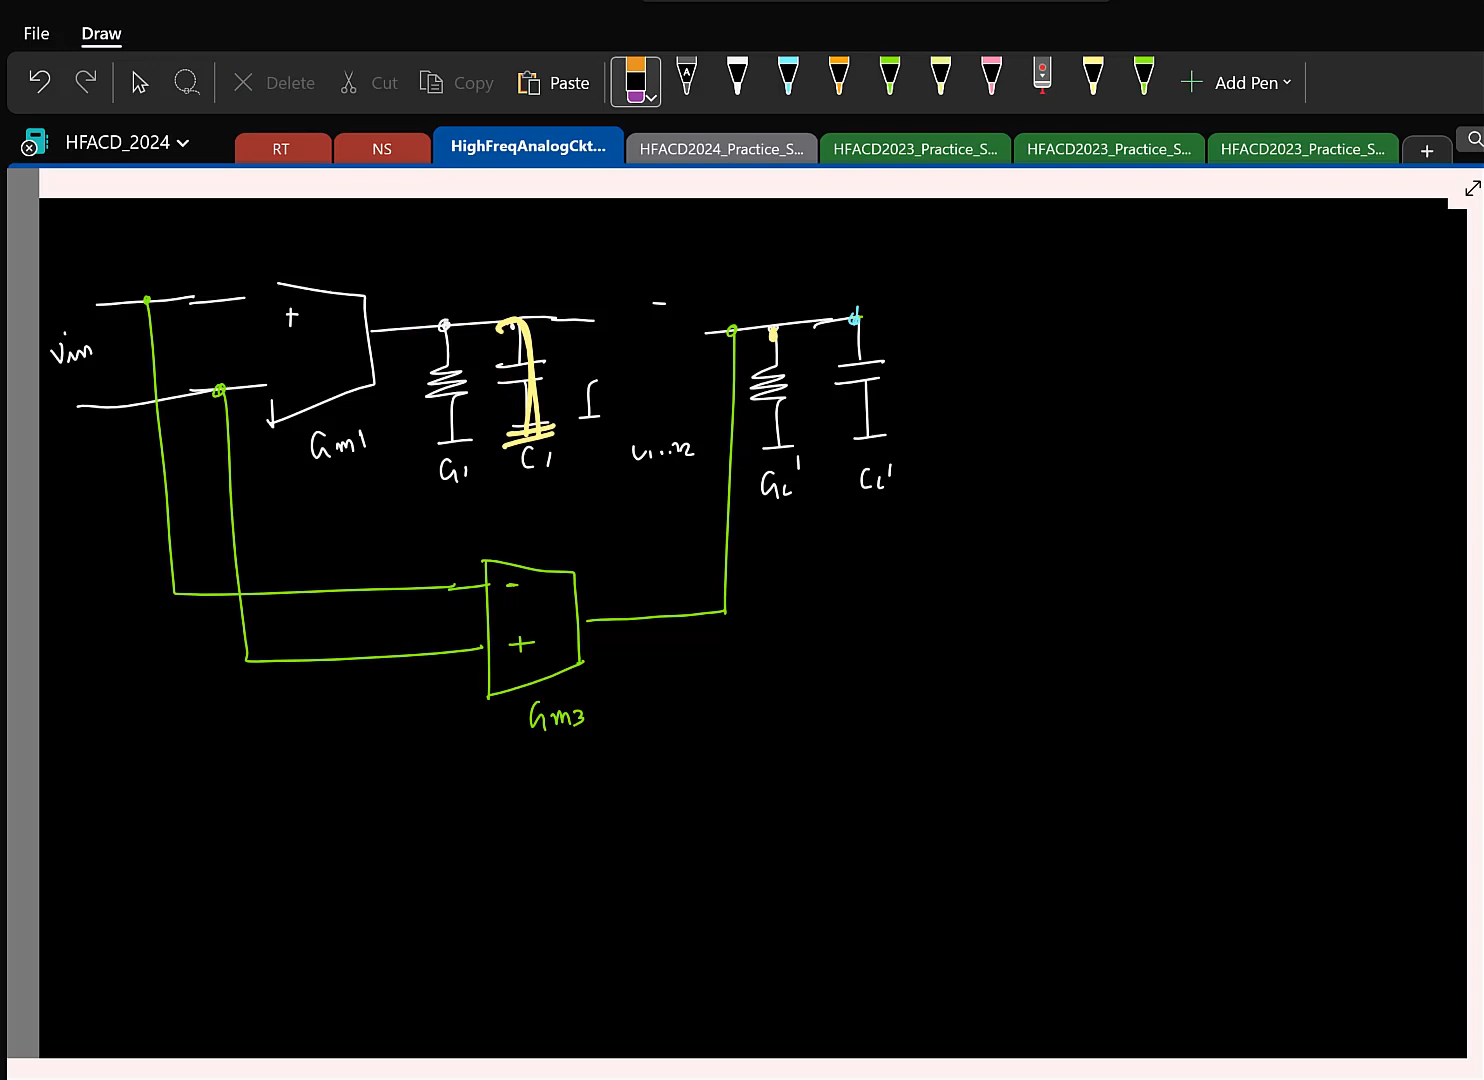 File Draw
Delete Cut Copy Paste Add Pen
HFACD_2024 RT NS HighFreqAnalogCkt... HFACD2024_Practice_S... HFACD2023_Practice_S... HFACD2023_Practice_S... HFACD2023_Practice_S... +
+
-
Vin
Gm1
G1
C1
GL'
CL'
-
+
Gm3